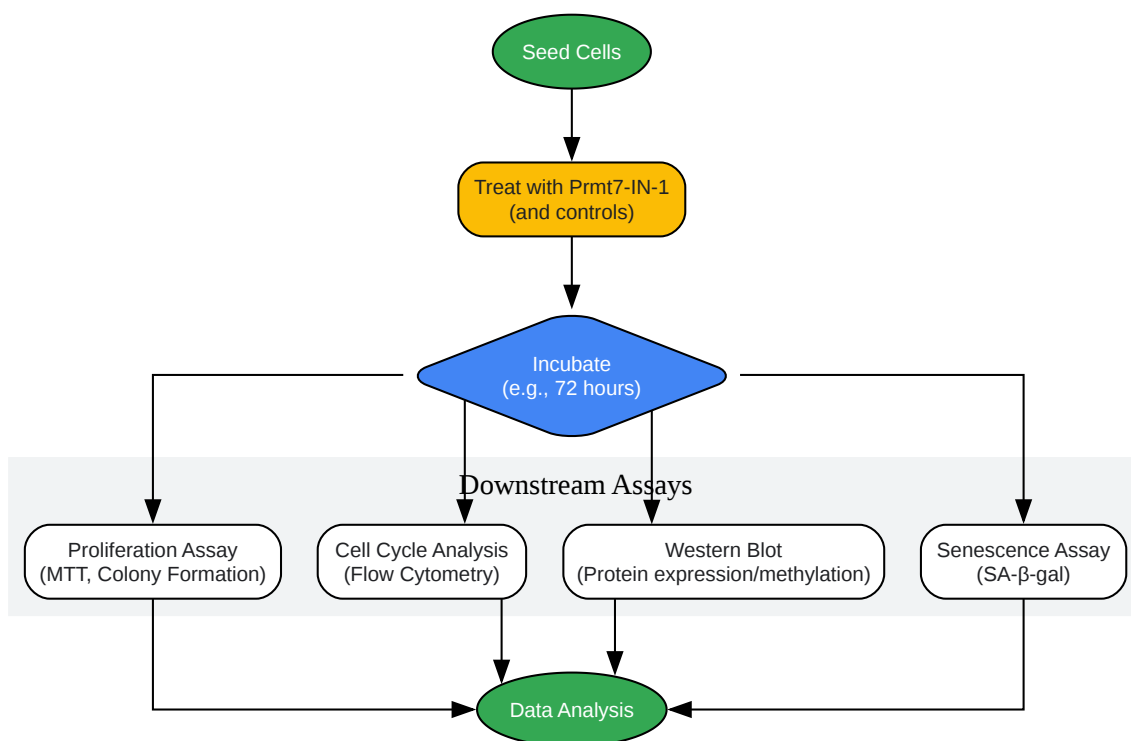 Seed Cells
Treat with Prmt7-IN-1
(and controls)
Incubate
(e.g., 72 hours)
Downstream Assays
Proliferation Assay
(MTT, Colony Formation)
Cell Cycle Analysis
(Flow Cytometry)
Western Blot
(Protein expression/methylation)
Senescence Assay
(SA-β-gal)
Data Analysis